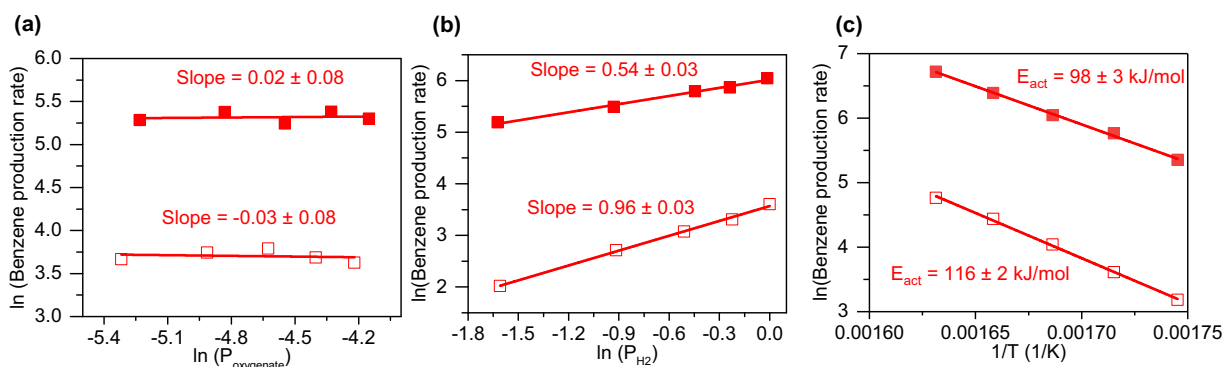 (a)
ln (Benzene production rate)
6.0
5.5
5.0
4.5
4.0
3.5
3.0
Slope = 0.02 ± 0.08
Slope = -0.03 ± 0.08
-5.4 -5.1 -4.8 -4.5 -4.2
ln (P_oxygenate)
(b)
ln(Benzene production rate)
6
5
4
3
2
Slope = 0.54 ± 0.03
Slope = 0.96 ± 0.03
-1.8 -1.5 -1.2 -0.9 -0.6 -0.3 0.0
ln (P_H2)
(c)
ln(Benzene production rate)
7
6
5
4
3
E_act = 98 ± 3 kJ/mol
E_act = 116 ± 2 kJ/mol
0.00160 0.00165 0.00170 0.00175
1/T (1/K)